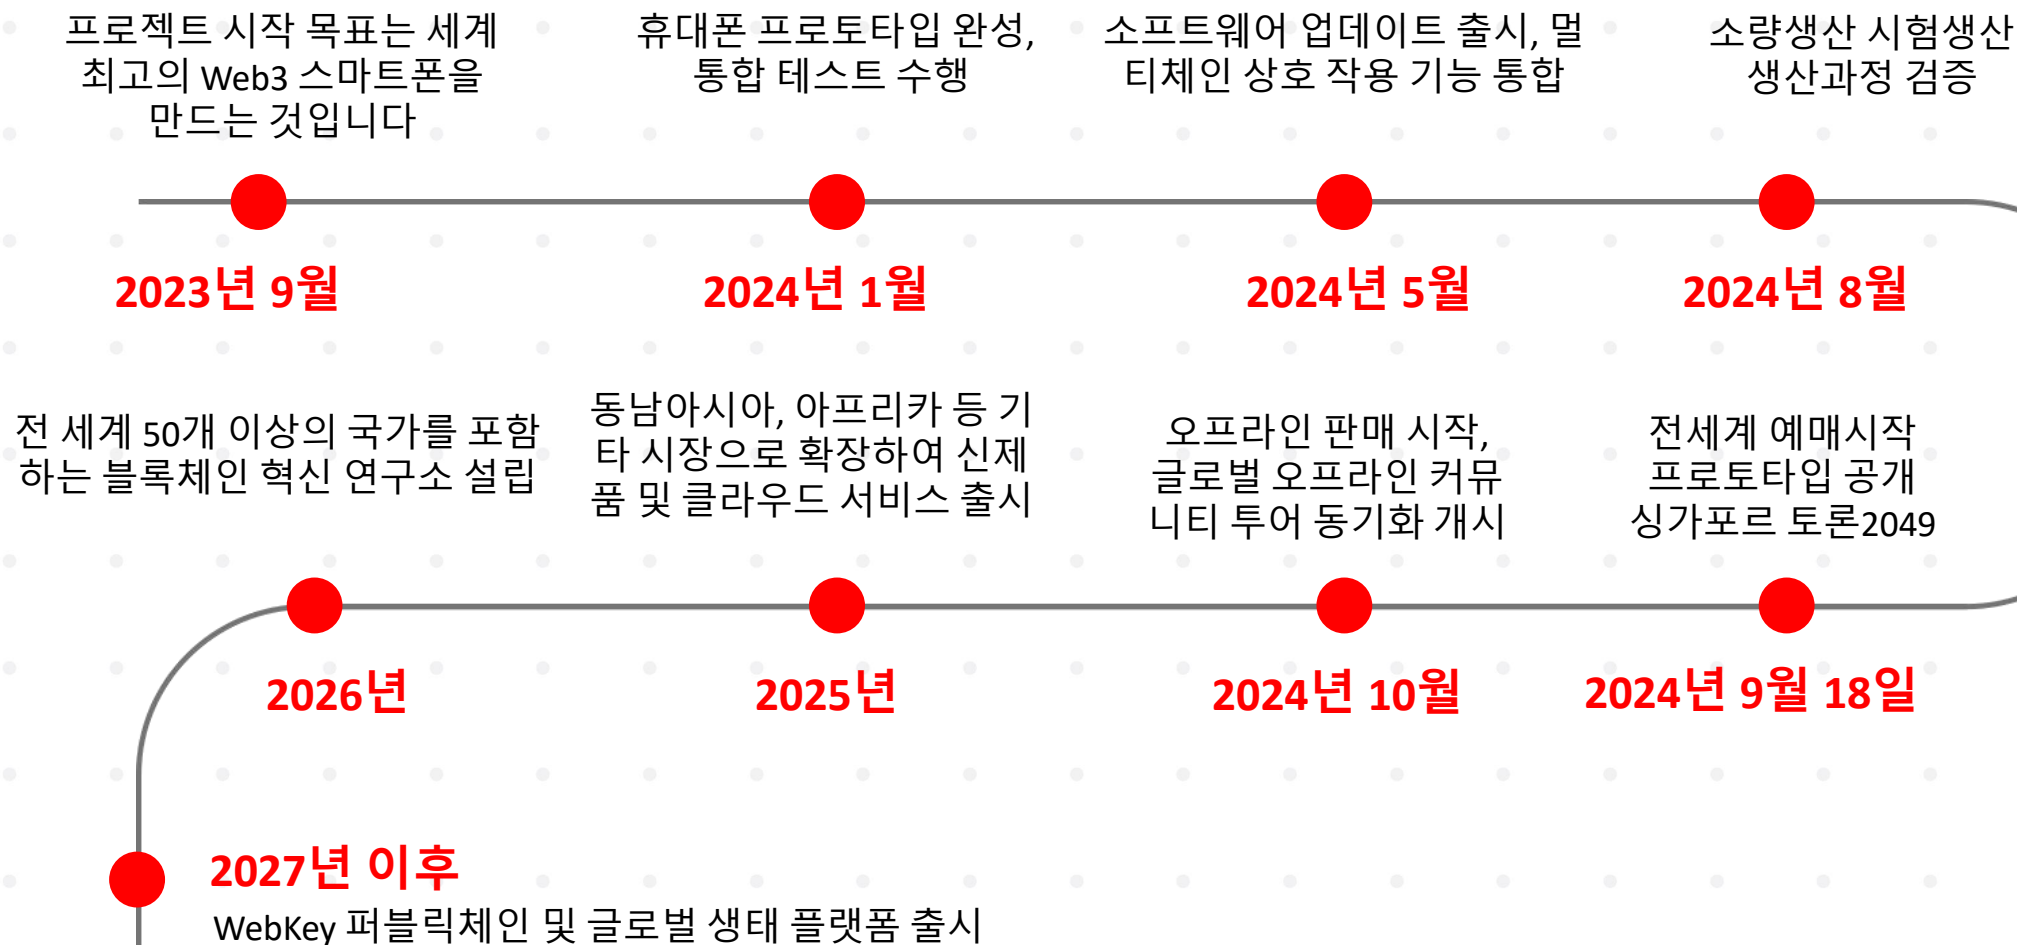 프로젝트 시작 목표는 세계
최고의 Web3 스마트폰을
만드는 것입니다
2023년 9월
휴대폰 프로토타입 완성,
통합 테스트 수행
2024년 1월
소프트웨어 업데이트 출시, 멀
티체인 상호 작용 기능 통합
2024년 5월
소량생산 시험생산
생산과정 검증
2024년 8월
전세계 예매시작
프로토타입 공개
싱가포르 토론2049
2024년 9월 18일
오프라인 판매 시작,
글로벌 오프라인 커뮤
니티 투어 동기화 개시
2024년 10월
동남아시아, 아프리카 등 기
타 시장으로 확장하여 신제
품 및 클라우드 서비스 출시
2025년
전 세계 50개 이상의 국가를 포함
하는 블록체인 혁신 연구소 설립
2026년
2027년 이후
WebKey 퍼블릭체인 및 글로벌 생태 플랫폼 출시